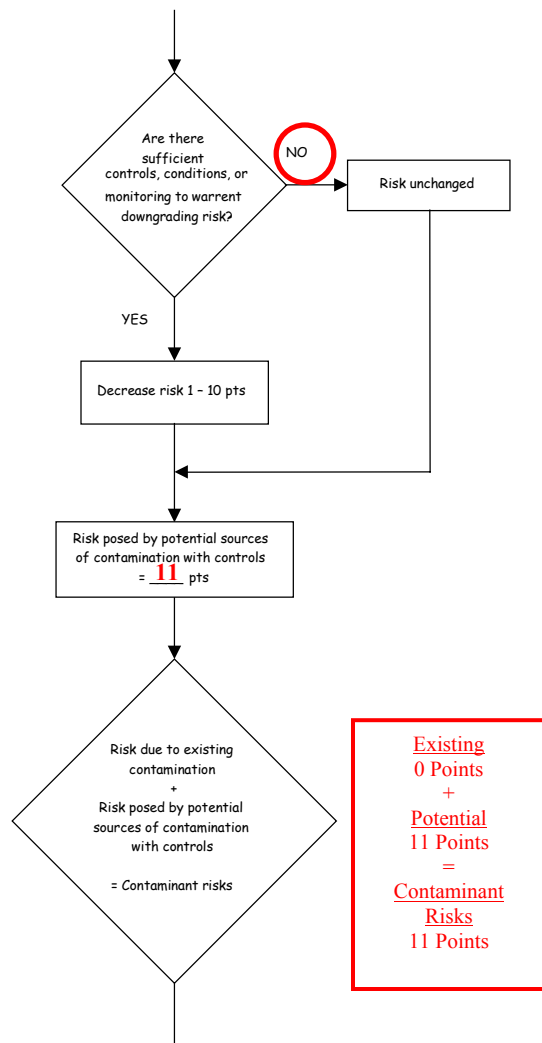 Are there
sufficient
controls, conditions, or
monitoring to warrent
downgrading risk?
NO
Risk unchanged
YES
Decrease risk 1 – 10 pts
Risk posed by potential sources
of contamination with controls
= 11 pts
Risk due to existing
contamination
+
Risk posed by potential
sources of contamination
with controls
= Contaminant risks
Existing
0 Points
+
Potential
11 Points
=
Contaminant
Risks
11 Points